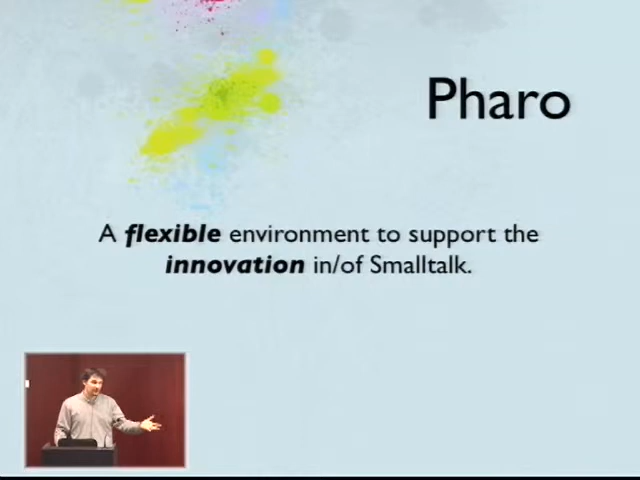 Pharo
A flexible environment to support the
innovation in/of Smalltalk.